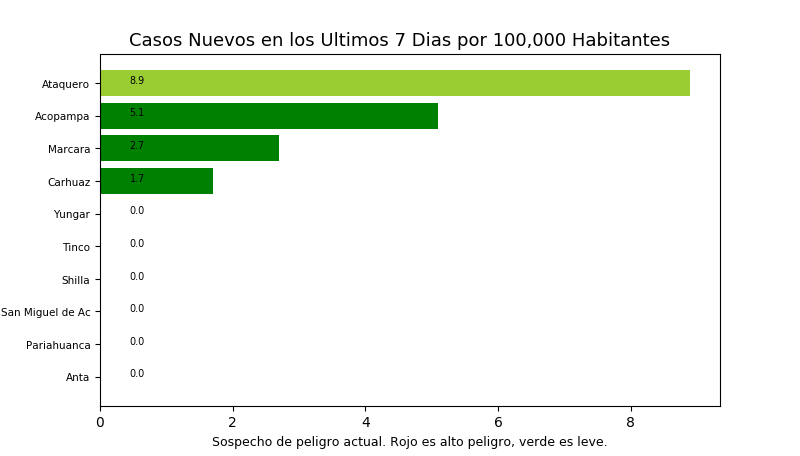 Casos Nuevos en los Ultimos 7 Dias por 100,000 Habitantes
Ataquero 8.9
Acopampa 5.1
Marcara 2.7
Carhuaz 1.7
Yungar 0.0
Tinco 0.0
Shilla 0.0
San Miguel de Ac 0.0
Pariahuanca 0.0
Anta 0.0
0 2 4 6 8
Sospecho de peligro actual. Rojo es alto peligro, verde es leve.